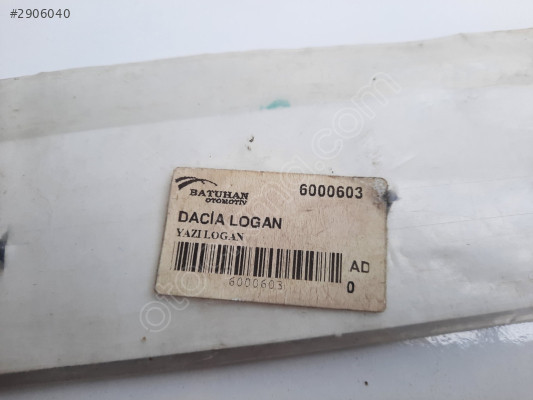 #2906040
BATUHAN
OTOMOTİV
6000603
DACİA LOGAN
YAZI LOGAN
AD
0
6000603